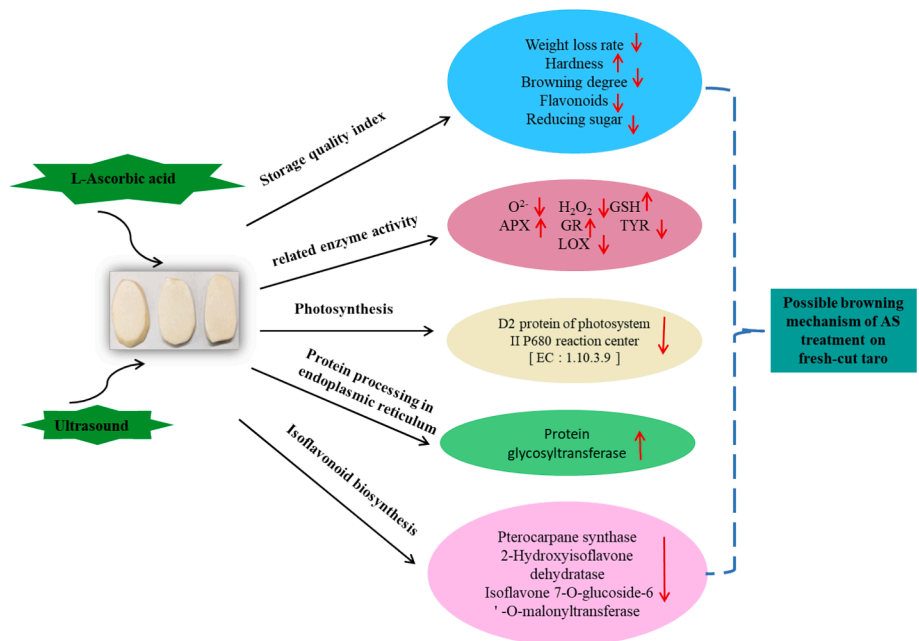 L-Ascorbic acid
Ultrasound
Storage quality index
related enzyme activity
Photosynthesis
Protein processing in
endoplasmic reticulum
Isoflavonoid biosynthesis
Weight loss rate ↓
Hardness ↑
Browning degree ↓
Flavonoids ↓
Reducing sugar ↓
O²⁻ ↓ H₂O₂ ↓ GSH ↑
APX ↑ GR ↑ TYR ↓
LOX ↓
D2 protein of photosystem
II P680 reaction center
[ EC : 1.10.3.9 ]
Protein
glycosyltransferase
Pterocarpane synthase
2-Hydroxyisoflavone
dehydratase
Isoflavone 7-O-glucoside-6
' -O-malonyltransferase
Possible browning
mechanism of AS
treatment on
fresh-cut taro